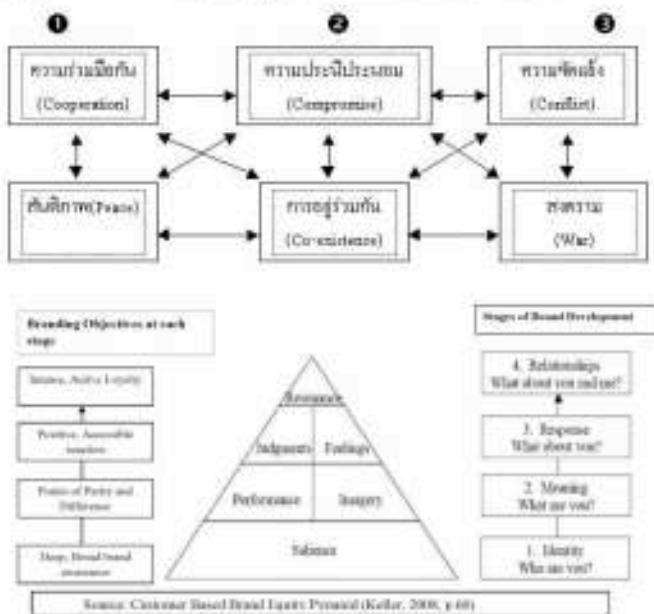 ❶ ❷ ❸
ความร่วมมือกัน
(Cooperation)
ความประนีประนอม
(Compromise)
ความขัดแย้ง
(Conflict)
สันติภาพ(Peace)
การอยู่ร่วมกัน
(Co-existence)
สงคราม
(War)
Branding Objectives at each
stage
Intense, Active Loyalty
Positive, Accessible
reaction
Points of Parity and
Difference
Deep, Broad brand
awareness
Resonance
Judgments Feelings
Performance Imagery
Salience
Stages of Brand Development
4. Relationships
What about you and me?
3. Response
What about you?
2. Meaning
What are you?
1. Identity
Who are you?
Source: Customer Based Brand Equity Pyramid (Keller, 2008, p.60)